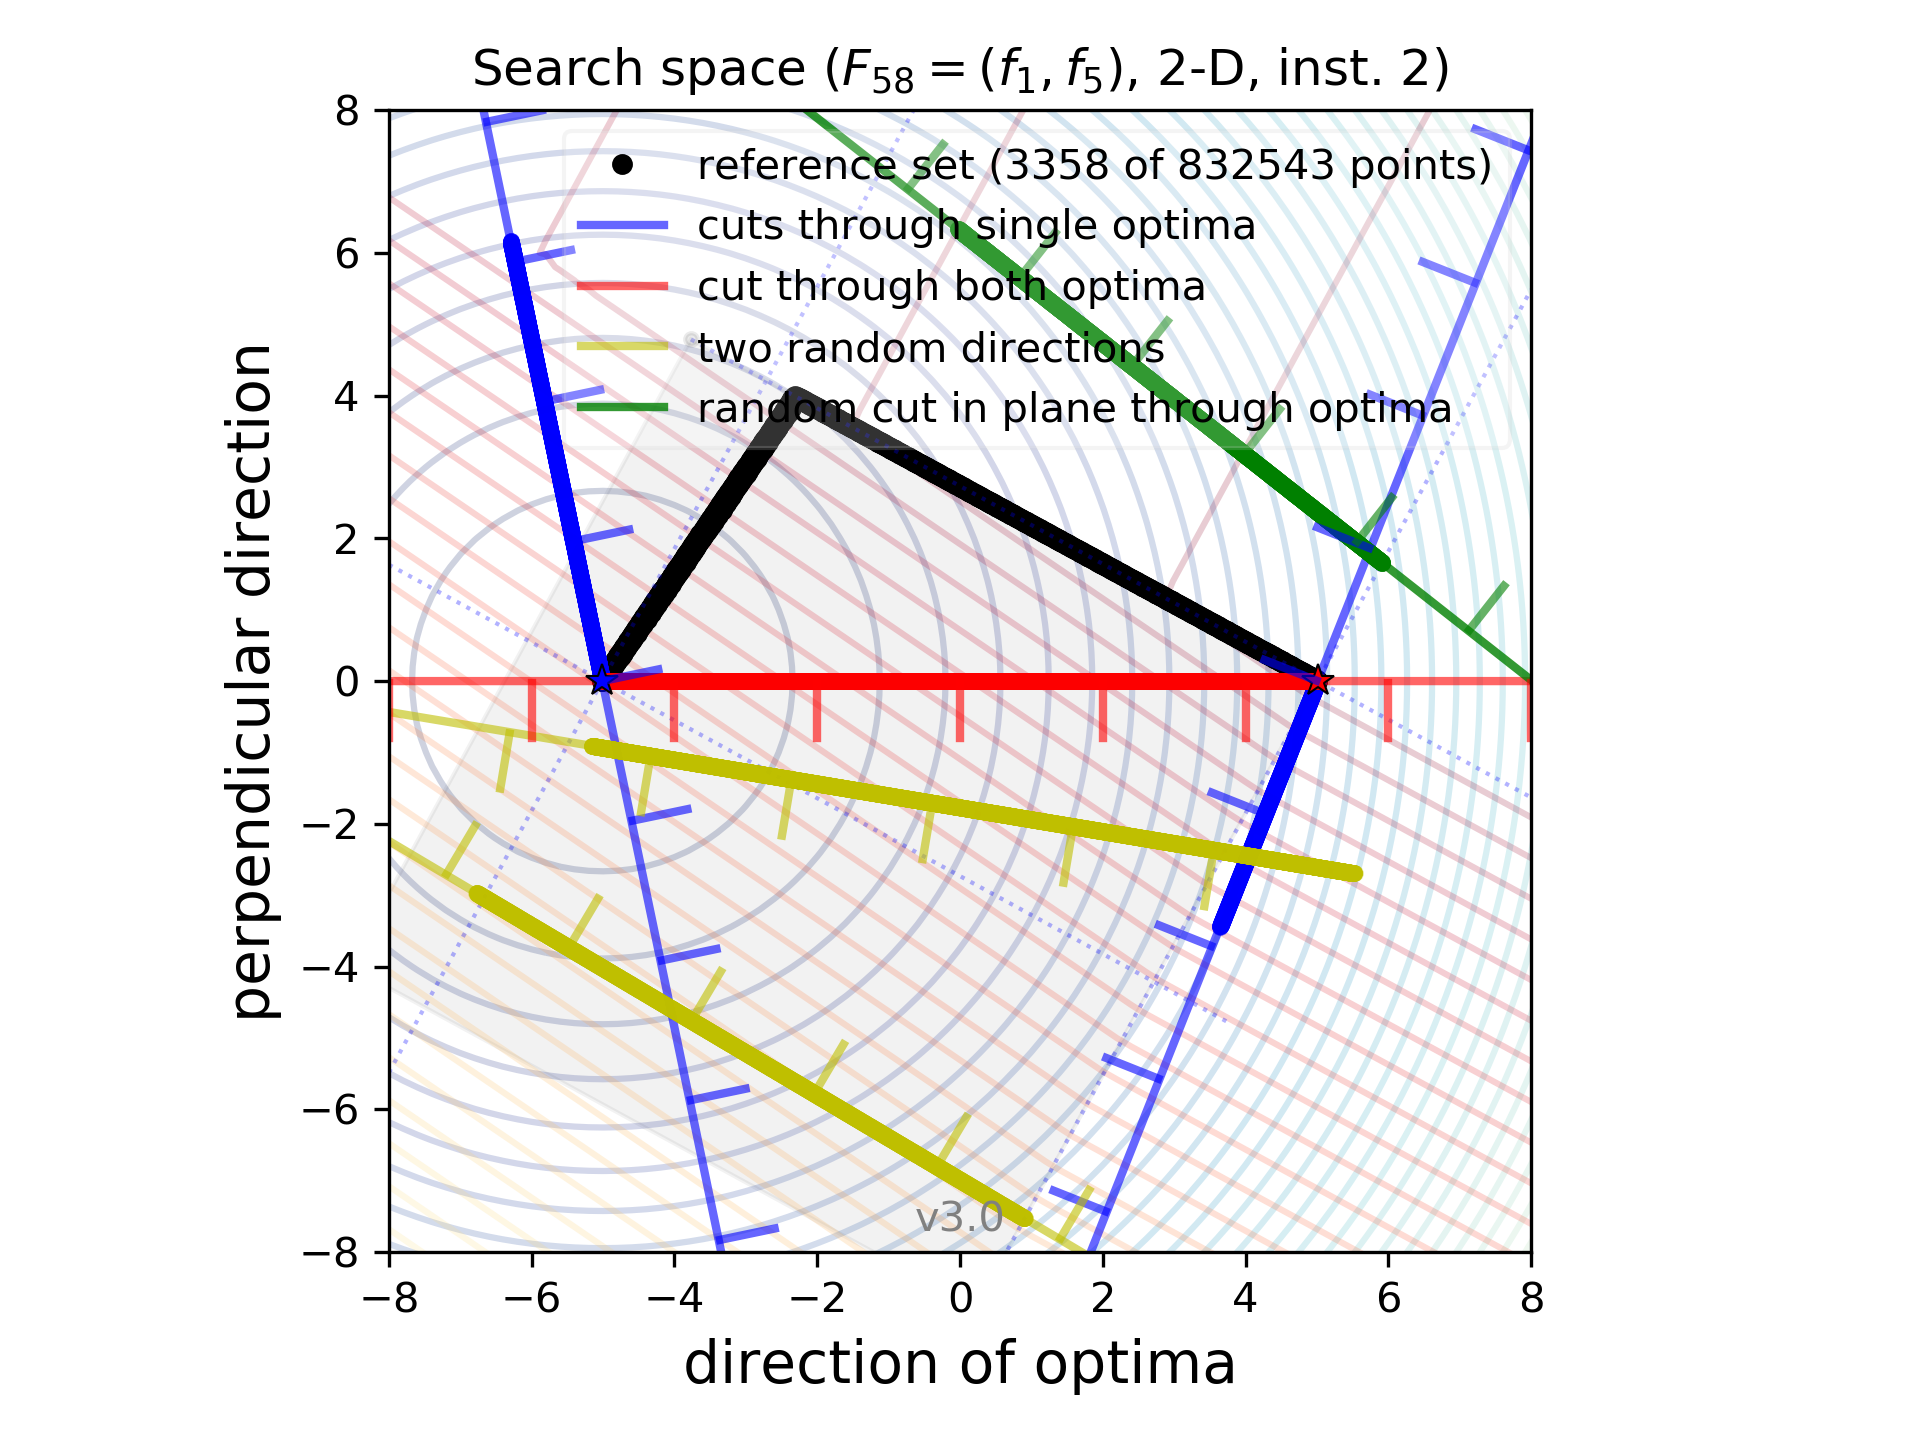 Search space (F58 = (f1, f5), 2-D, inst. 2)
reference set (3358 of 832543 points)
cuts through single optima
cut through both optima
two random directions
random cut in plane through optima
perpendicular direction
8
6
4
2
0
−2
−4
−6
−8
v3.0
−8 −6 −4 −2 0 2 4 6 8
direction of optima